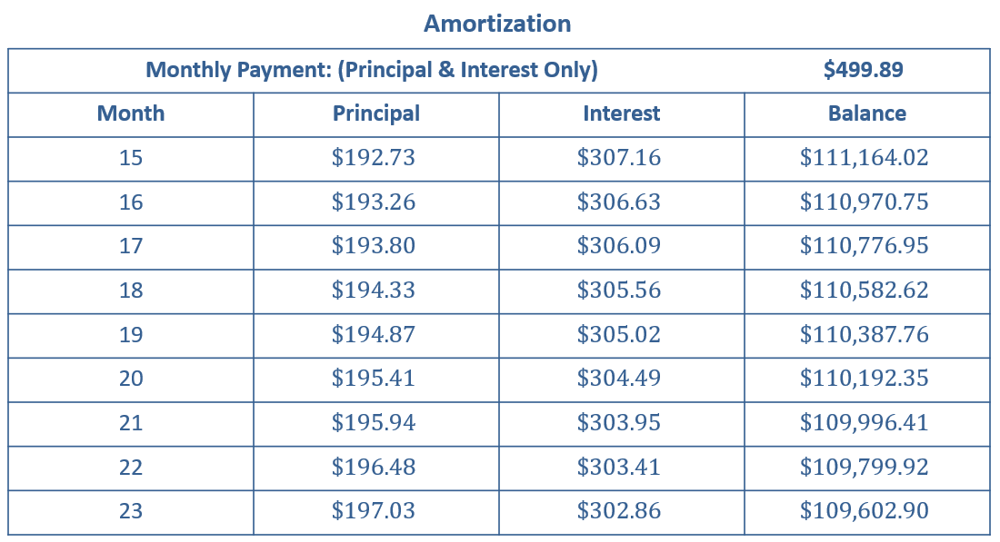 Amortization
Monthly Payment: (Principal & Interest Only) $499.89
Month Principal Interest Balance
15 $192.73 $307.16 $111,164.02
16 $193.26 $306.63 $110,970.75
17 $193.80 $306.09 $110,776.95
18 $194.33 $305.56 $110,582.62
19 $194.87 $305.02 $110,387.76
20 $195.41 $304.49 $110,192.35
21 $195.94 $303.95 $109,996.41
22 $196.48 $303.41 $109,799.92
23 $197.03 $302.86 $109,602.90